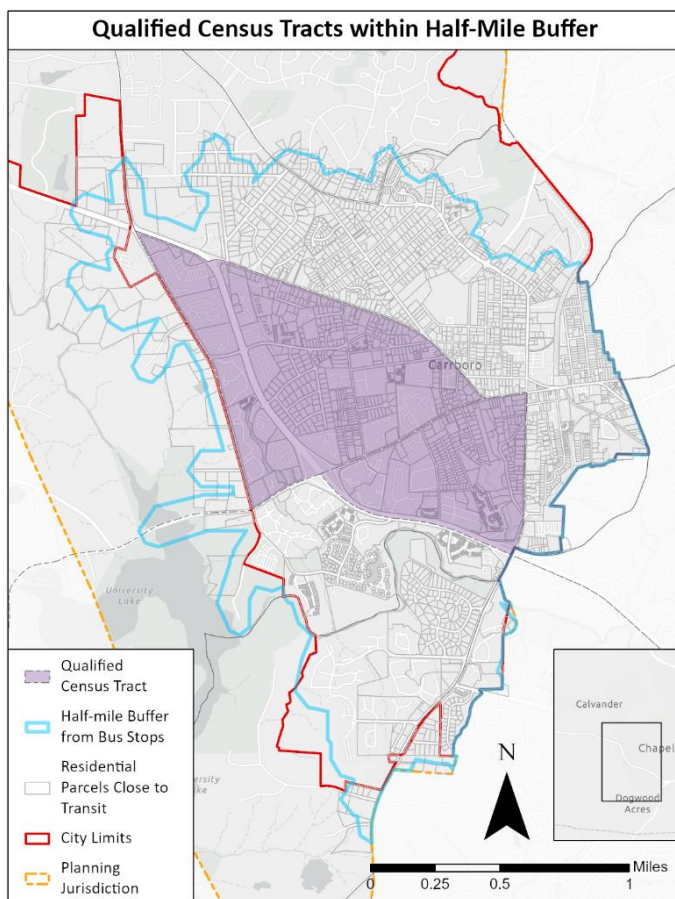 Qualified Census Tracts within Half-Mile Buffer
Carrboro
University
Lake
University
Lake
Qualified
Census Tract
Half-mile Buffer
from Bus Stops
Residential
Parcels Close to
Transit
City Limits
Planning
Jurisdiction
N
Miles
0 0.25 0.5 1
Calvander
Chapel
Dogwood
Acres